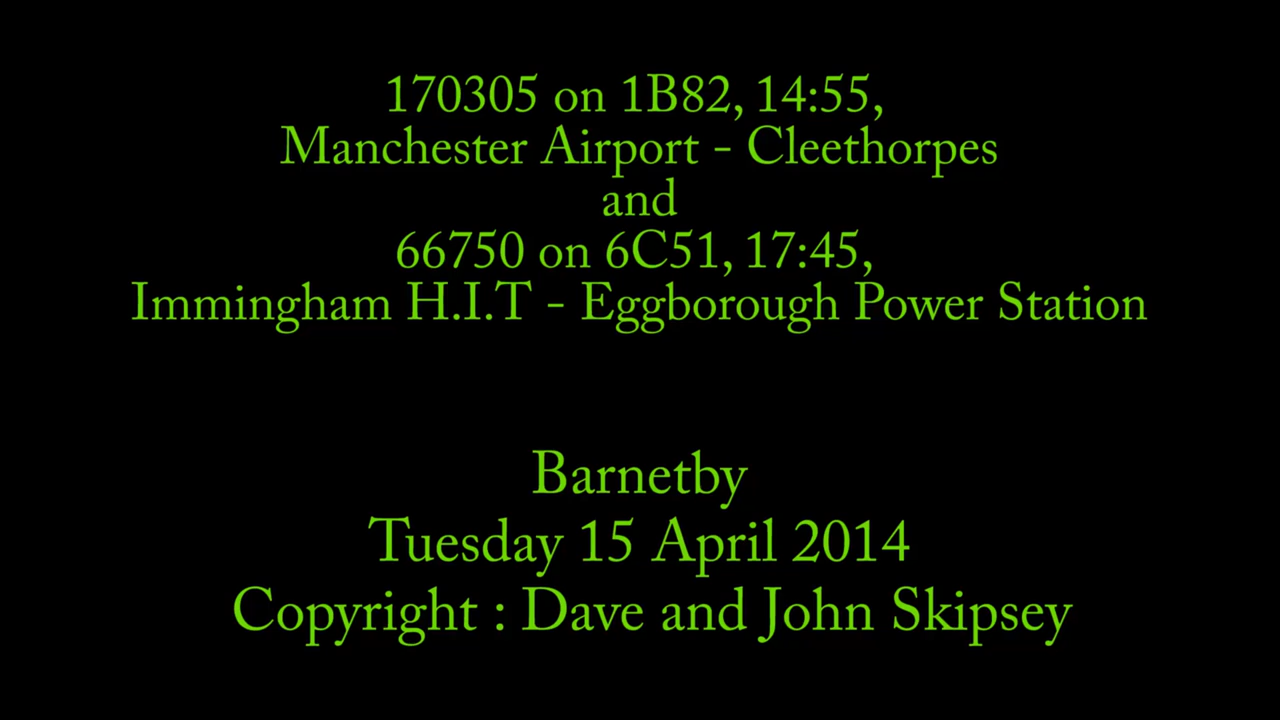 170305 on 1B82, 14:55,
Manchester Airport - Cleethorpes
and
66750 on 6C51, 17:45,
Immingham H.I.T - Eggborough Power Station
Barnetby
Tuesday 15 April 2014
Copyright : Dave and John Skipsey